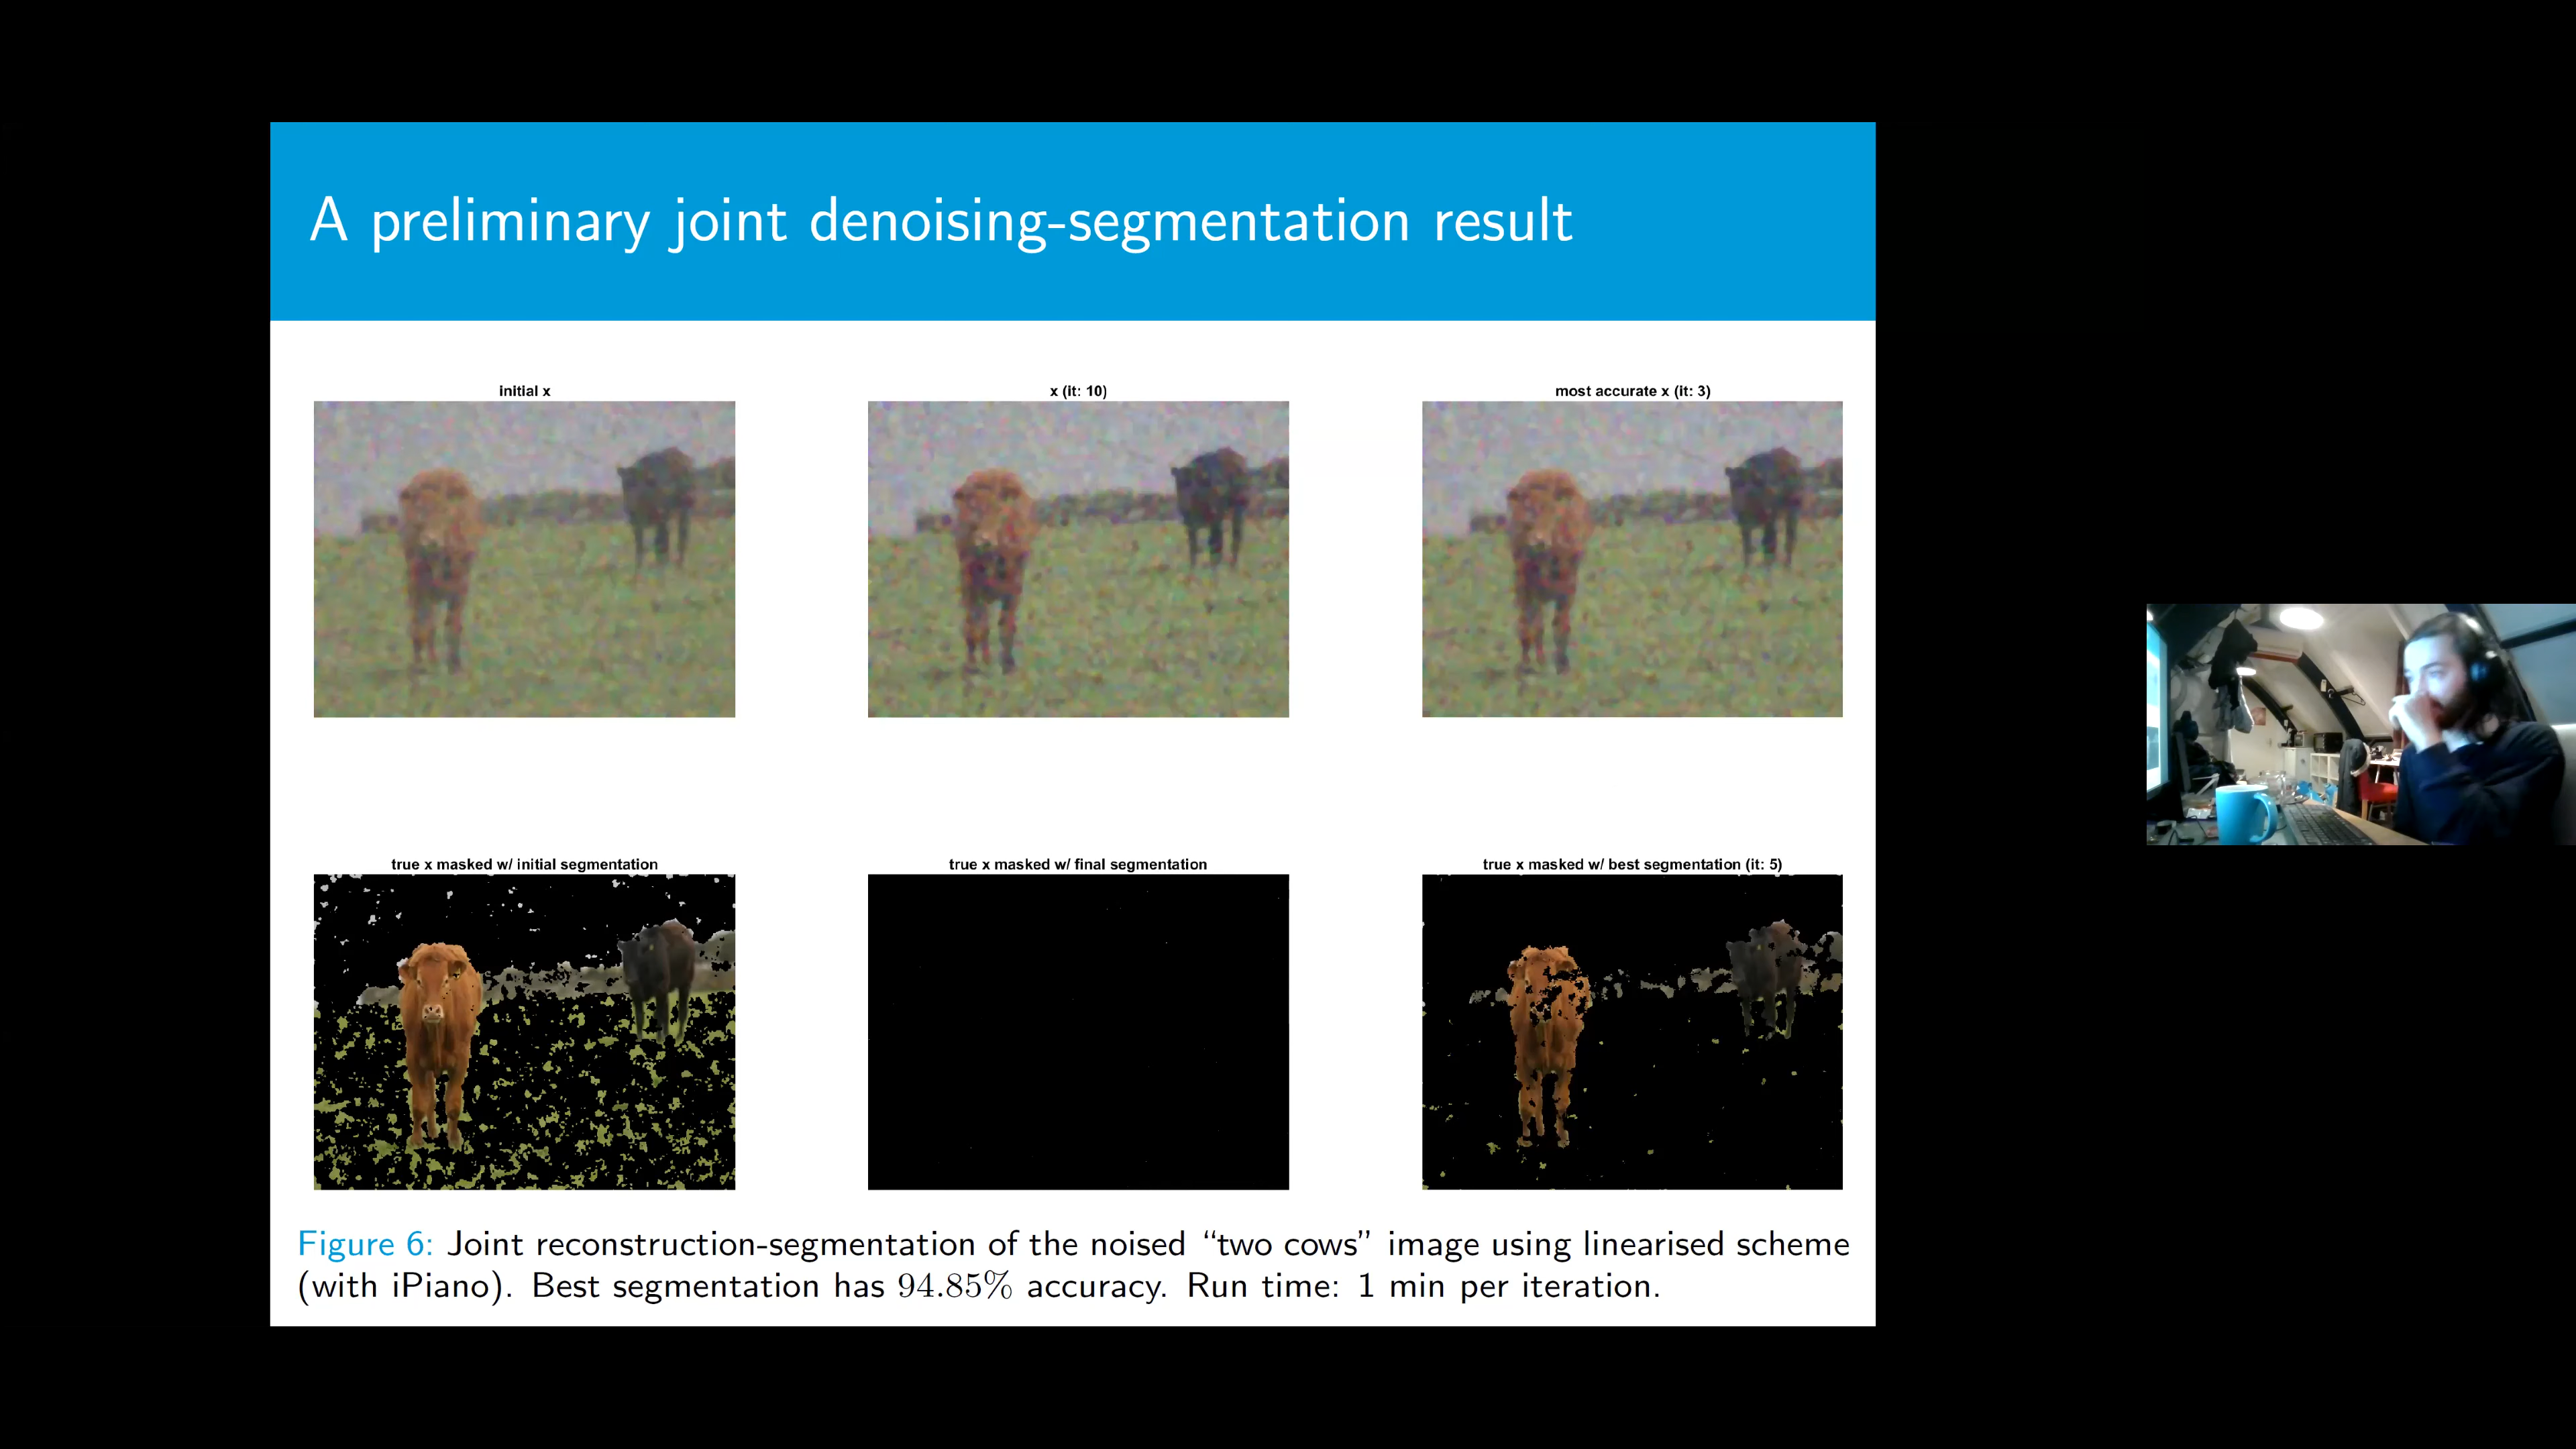 A preliminary joint denoising-segmentation result
initial x
x (it: 10)
most accurate x (it: 3)
true x masked w/ initial segmentation
true x masked w/ final segmentation
true x masked w/ best segmentation (it: 5)
Figure 6: Joint reconstruction-segmentation of the noised “two cows” image using linearised scheme
(with iPiano). Best segmentation has 94.85% accuracy. Run time: 1 min per iteration.